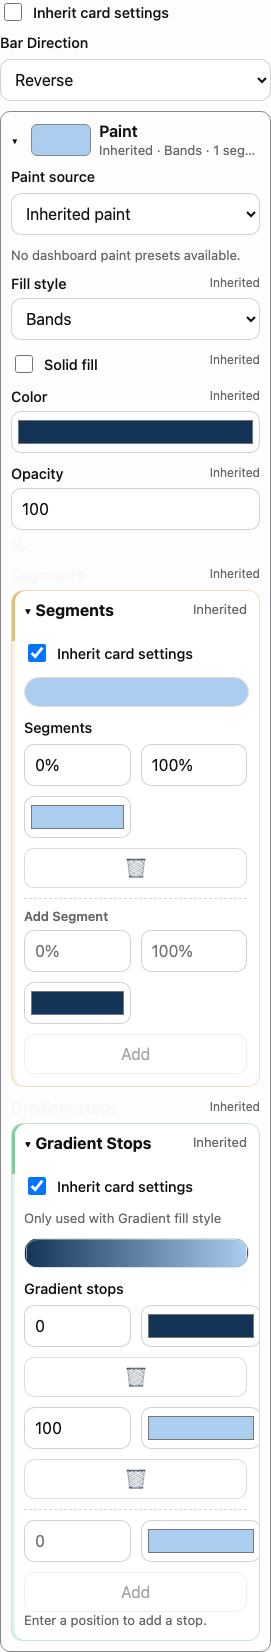 Inherit card settings
Bar Direction
Reverse
Paint
Inherited · Bands · 1 seg...
Paint source
Inherited paint
No dashboard paint presets available.
Fill style Inherited
Bands
Solid fill Inherited
Color Inherited
Opacity Inherited
100
%
Segments Inherited
Segments Inherited
Inherit card settings
Segments
0% 100%
Add Segment
0% 100%
Add
Gradient stops Inherited
Gradient Stops Inherited
Inherit card settings
Only used with Gradient fill style
Gradient stops
0
100
0
Add
Enter a position to add a stop.